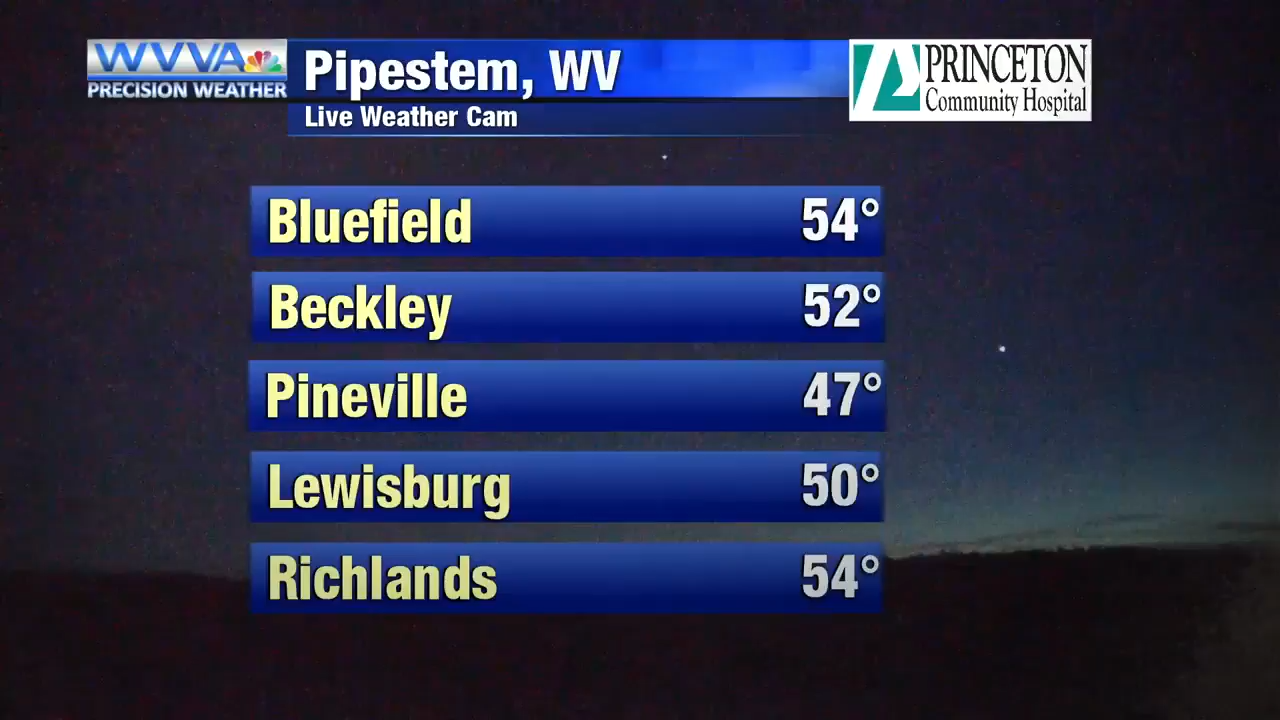 WVVA
PRECISION WEATHER
Pipestem, WV
Live Weather Cam
PRINCETON
Community Hospital
Bluefield 54°
Beckley 52°
Pineville 47°
Lewisburg 50°
Richlands 54°